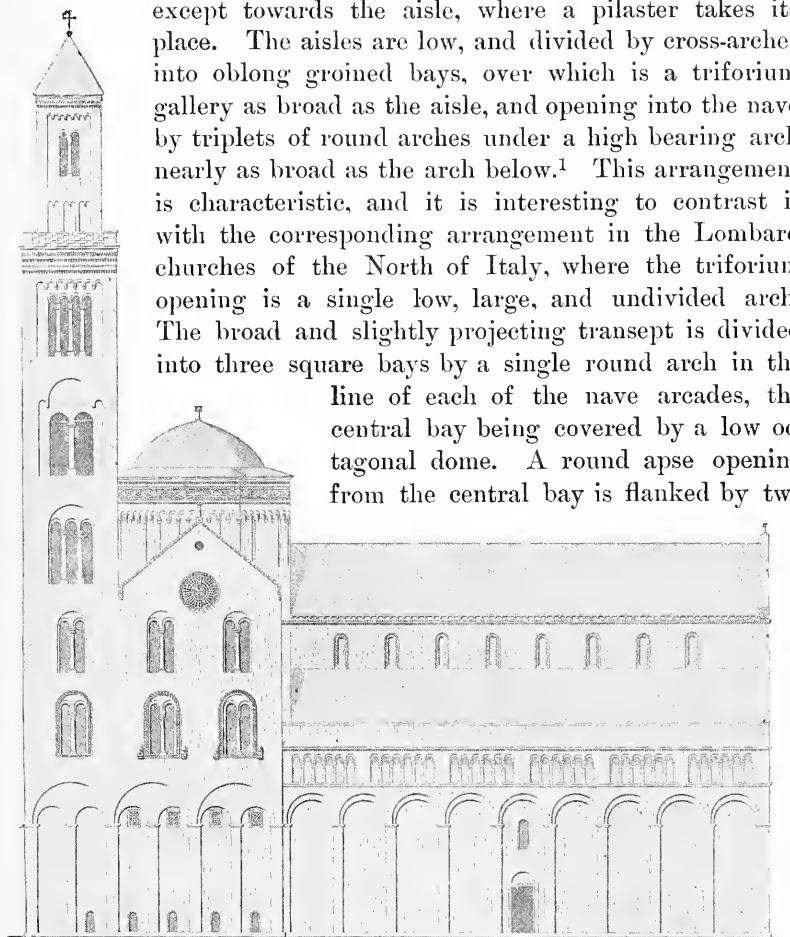 except towards the aisle, where a pilaster takes it
place. The aisles are low, and divided by cross-arche
into oblong groined bays, over which is a triforium
gallery as broad as the aisle, and opening into the nave
by triplets of round arches under a high bearing arch
nearly as broad as the arch below.¹ This arrangemen
is characteristic, and it is interesting to contrast i
with the corresponding arrangement in the Lombard
churches of the North of Italy, where the triforium
opening is a single low, large, and undivided arch
The broad and slightly projecting transept is divided
into three square bays by a single round arch in th
line of each of the nave arcades, th
central bay being covered by a low oc
tagonal dome. A round apse openin
from the central bay is flanked by tw